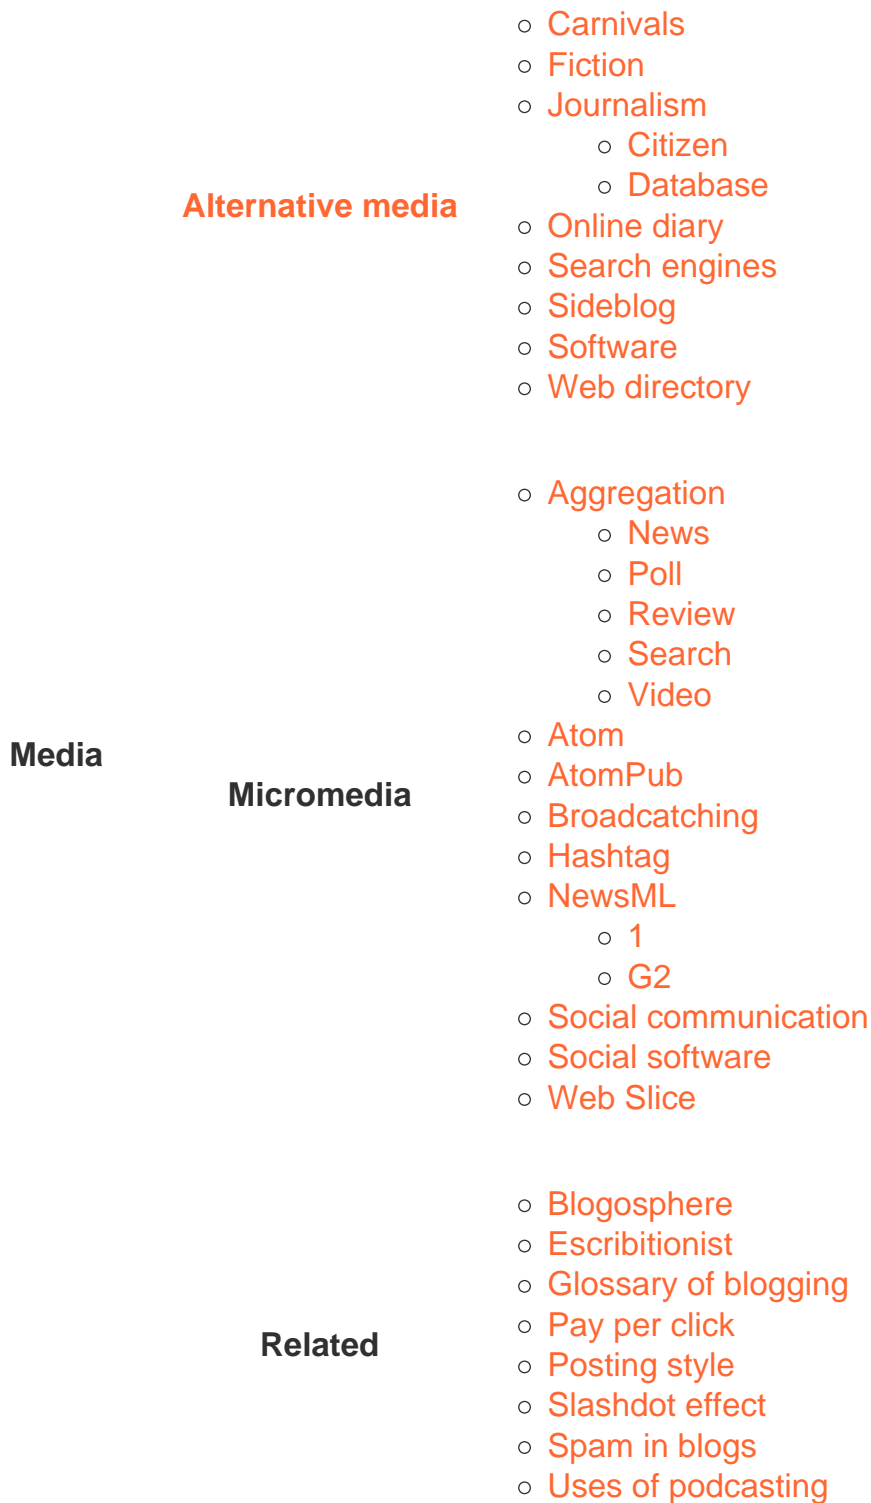 Media
Alternative media
Carnivals
Fiction
Journalism
Citizen
Database
Online diary
Search engines
Sideblog
Software
Web directory
Micromedia
Aggregation
News
Poll
Review
Search
Video
Atom
AtomPub
Broadcatching
Hashtag
NewsML
1
G2
Social communication
Social software
Web Slice
Related
Blogosphere
Escribitionist
Glossary of blogging
Pay per click
Posting style
Slashdot effect
Spam in blogs
Uses of podcasting